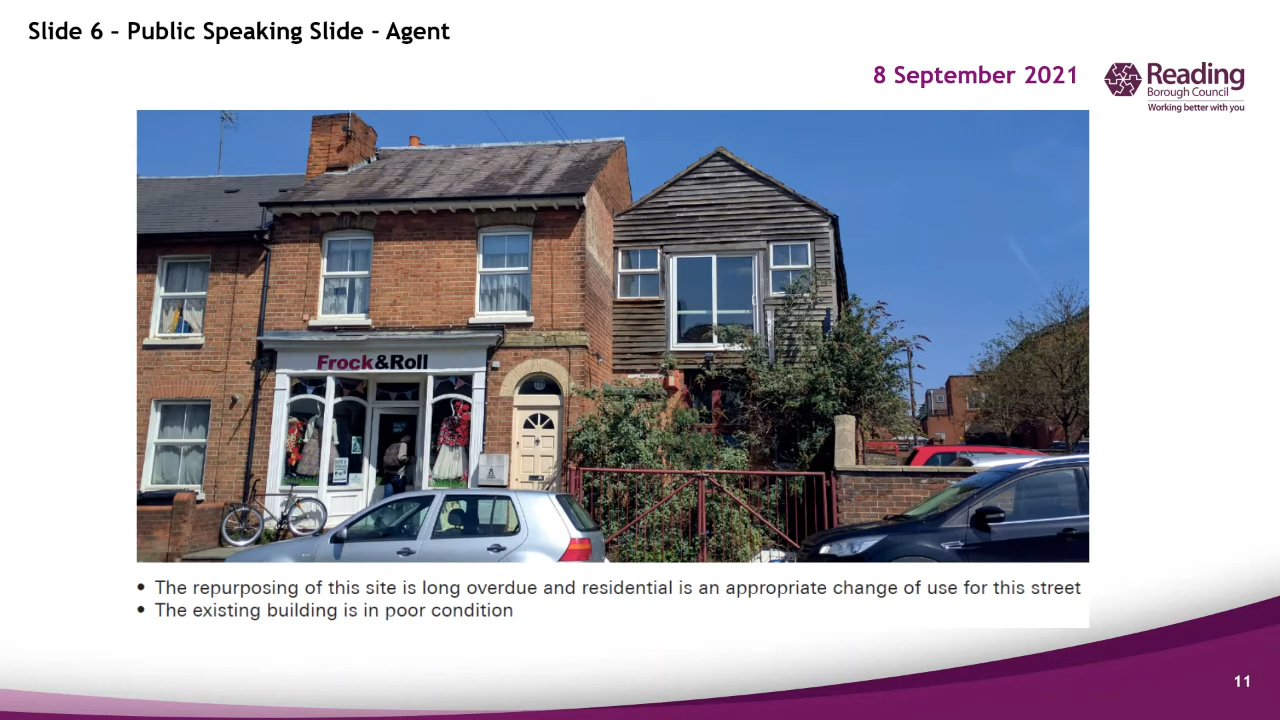 Slide 6 – Public Speaking Slide - Agent
8 September 2021
Reading
Borough Council
Working better with you
Frock&Roll
• The repurposing of this site is long overdue and residential is an appropriate change of use for this street
• The existing building is in poor condition
11